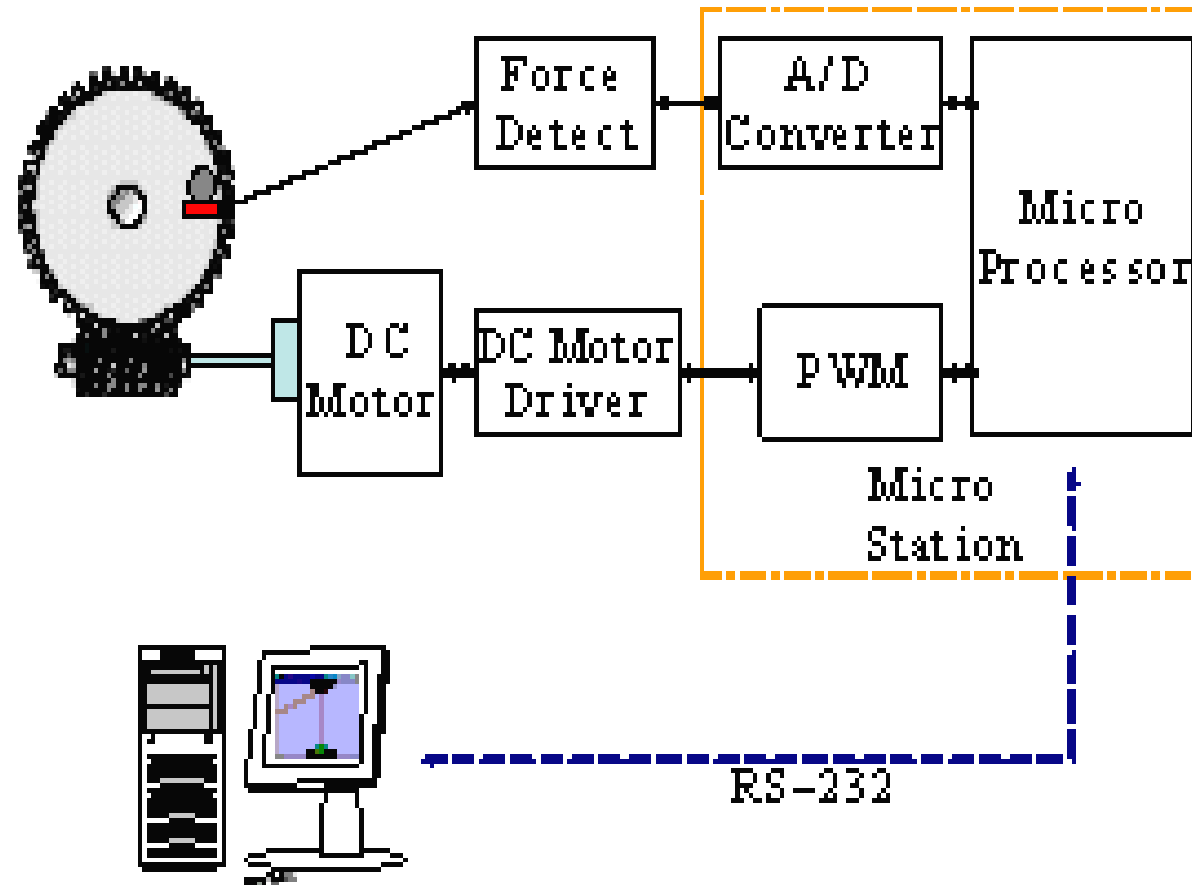 Force
Detect
A/D
Converter
Micro
Processor
DC
Motor
DC Motor
Driver
PWM
Micro
Station
RS-232